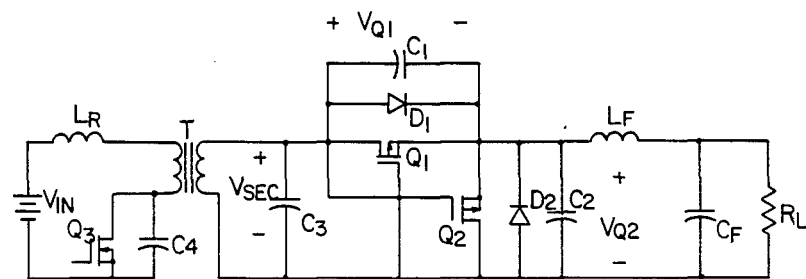 + VQ1 −
C1
D1
LR
T
LF
Q1
+
VSEC
−
C3
VIN
Q3
C4
Q2
D2
C2
+
VQ2
−
CF
RL